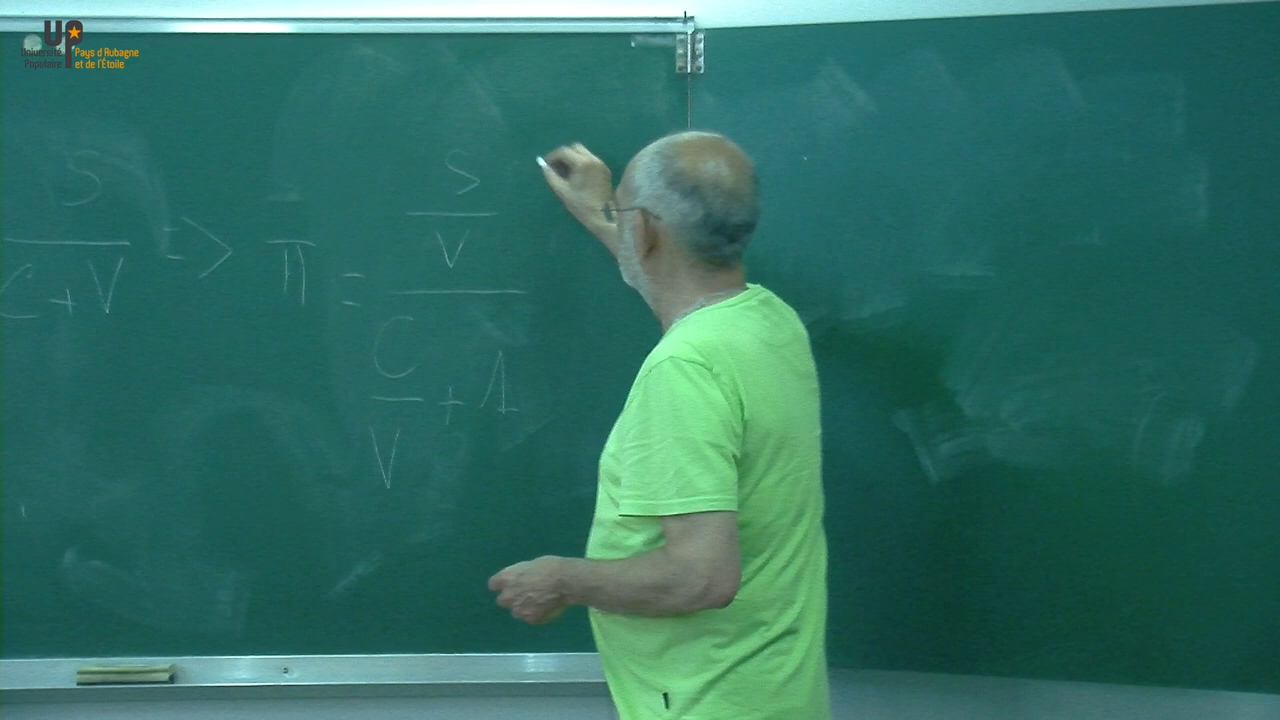 UP
Université Populaire
Pays d'Aubagne
et de l'Étoile
S / C + V => π = S / V / C / V + 1